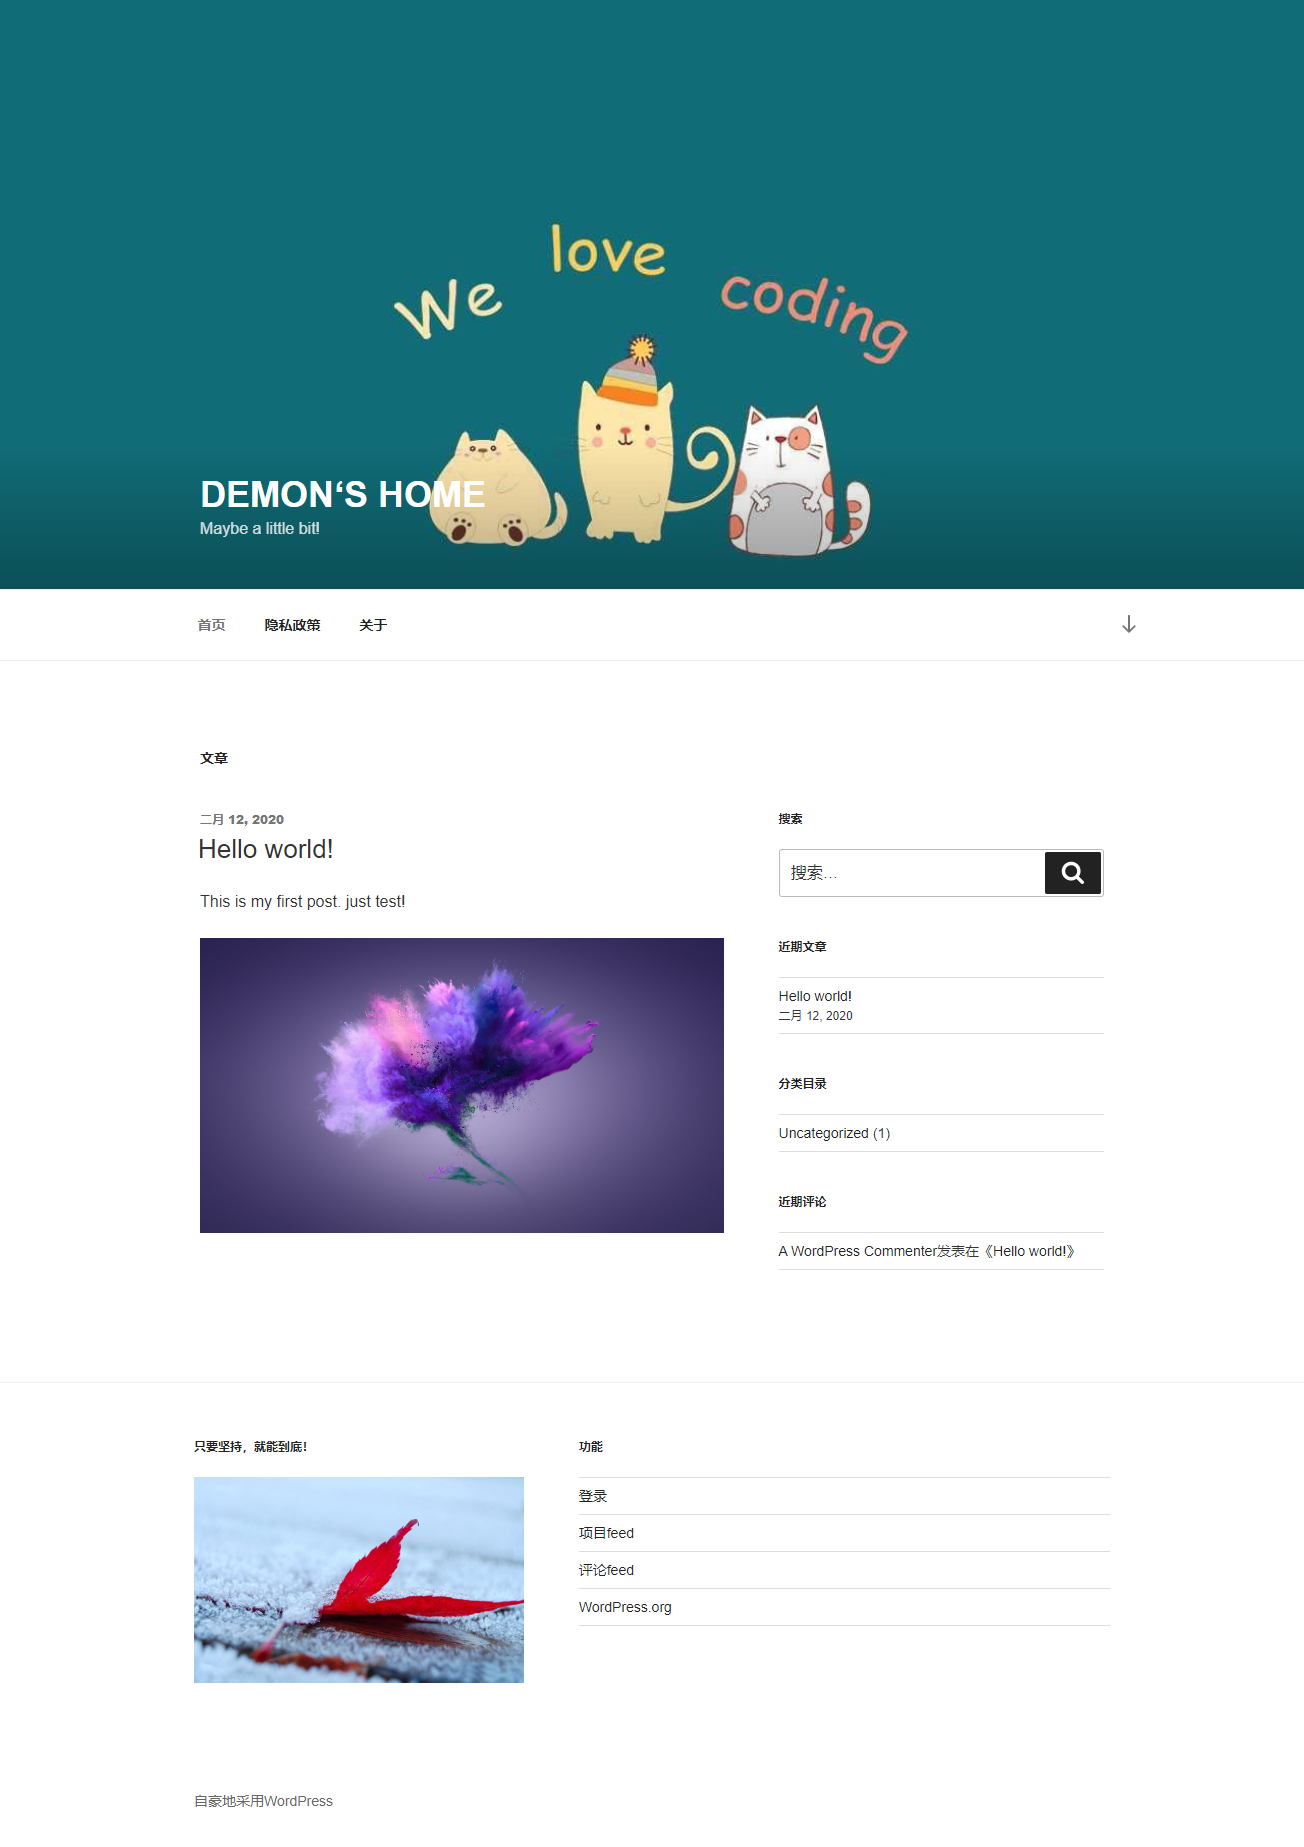 We love coding
DEMON‘S HOME
Maybe a little bit!
首页 隐私政策 关于
文章
二月 12, 2020
Hello world!
This is my first post. just test!
搜索
搜索…
近期文章
Hello world!
二月 12, 2020
分类目录
Uncategorized (1)
近期评论
A WordPress Commenter发表在《Hello world!》
只要坚持，就能到底！
功能
登录
项目feed
评论feed
WordPress.org
自豪地采用WordPress